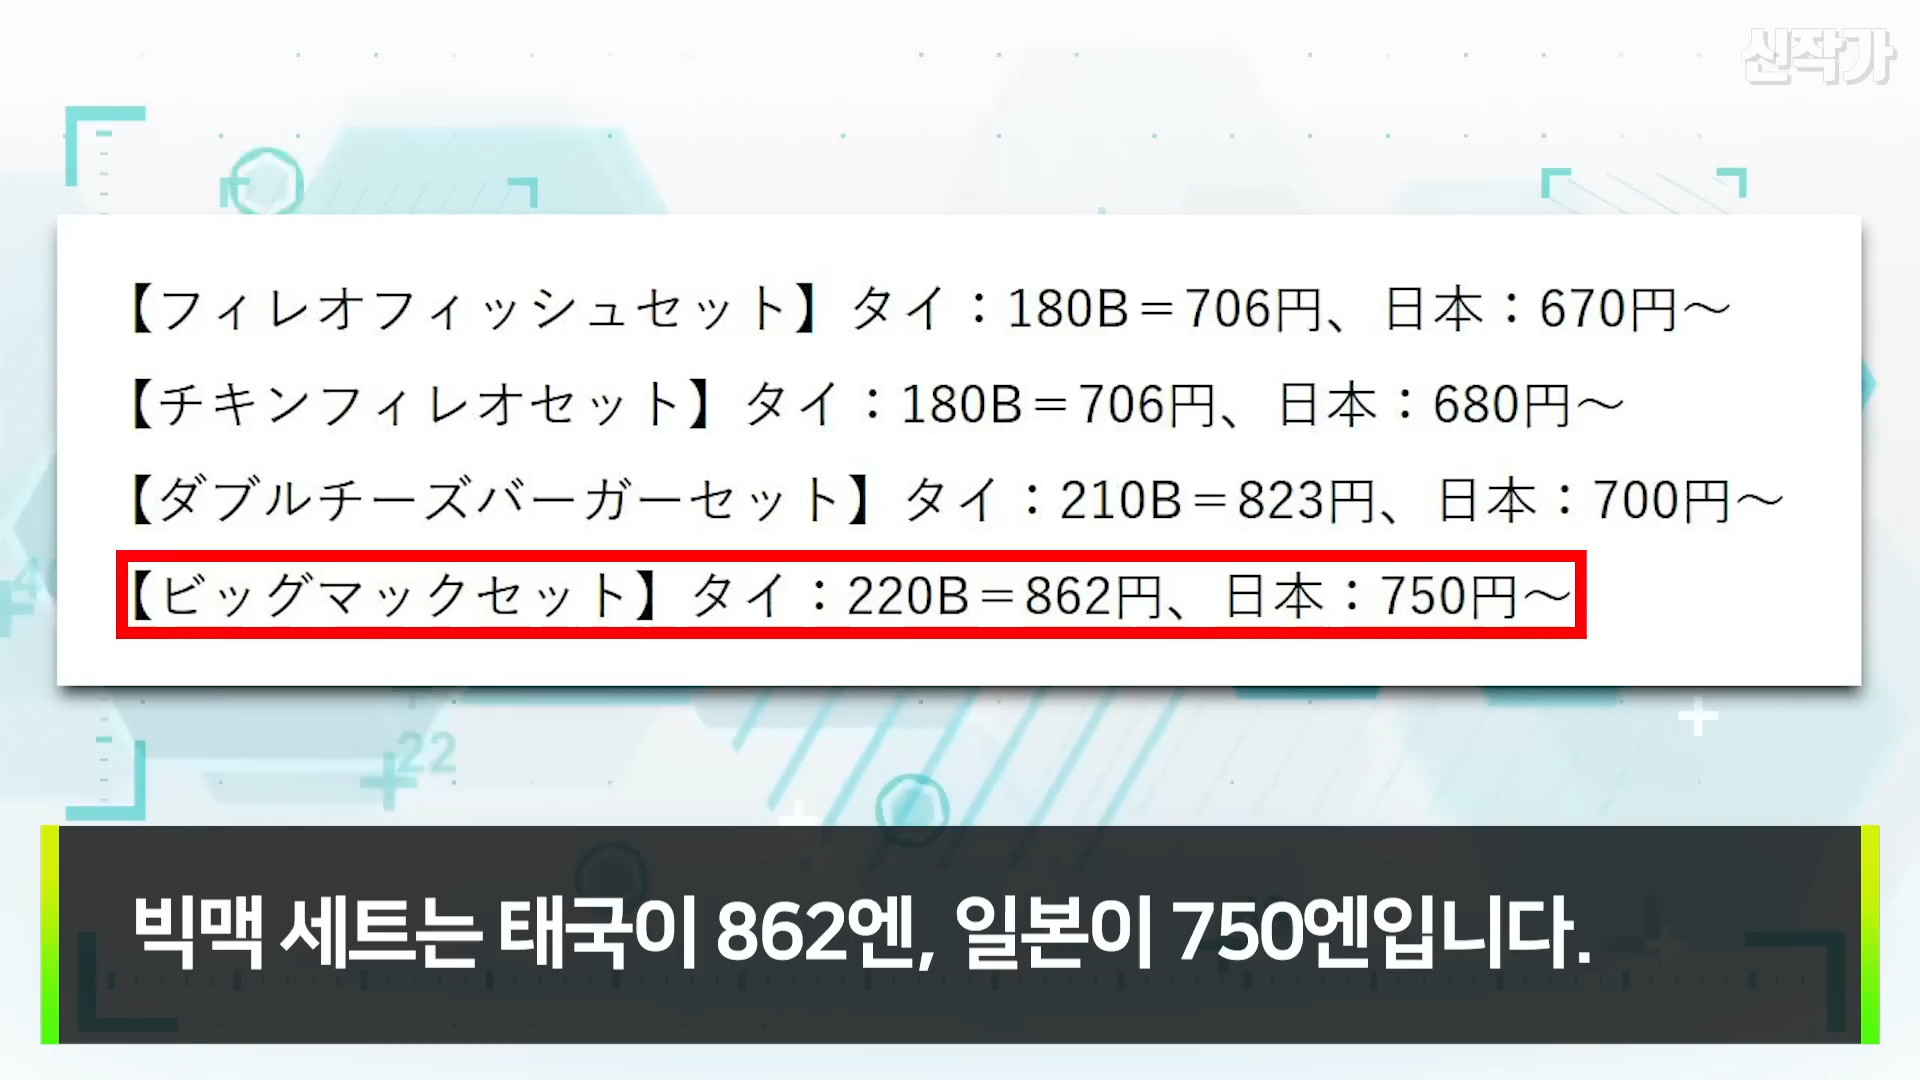 신작가
【フィレオフィッシュセット】タイ：180B＝706円、日本：670円～
【チキンフィレオセット】タイ：180B＝706円、日本：680円～
【ダブルチーズバーガーセット】タイ：210B＝823円、日本：700円～
【ビッグマックセット】タイ：220B＝862円、日本：750円～
22
빅맥 세트는 태국이 862엔, 일본이 750엔입니다.